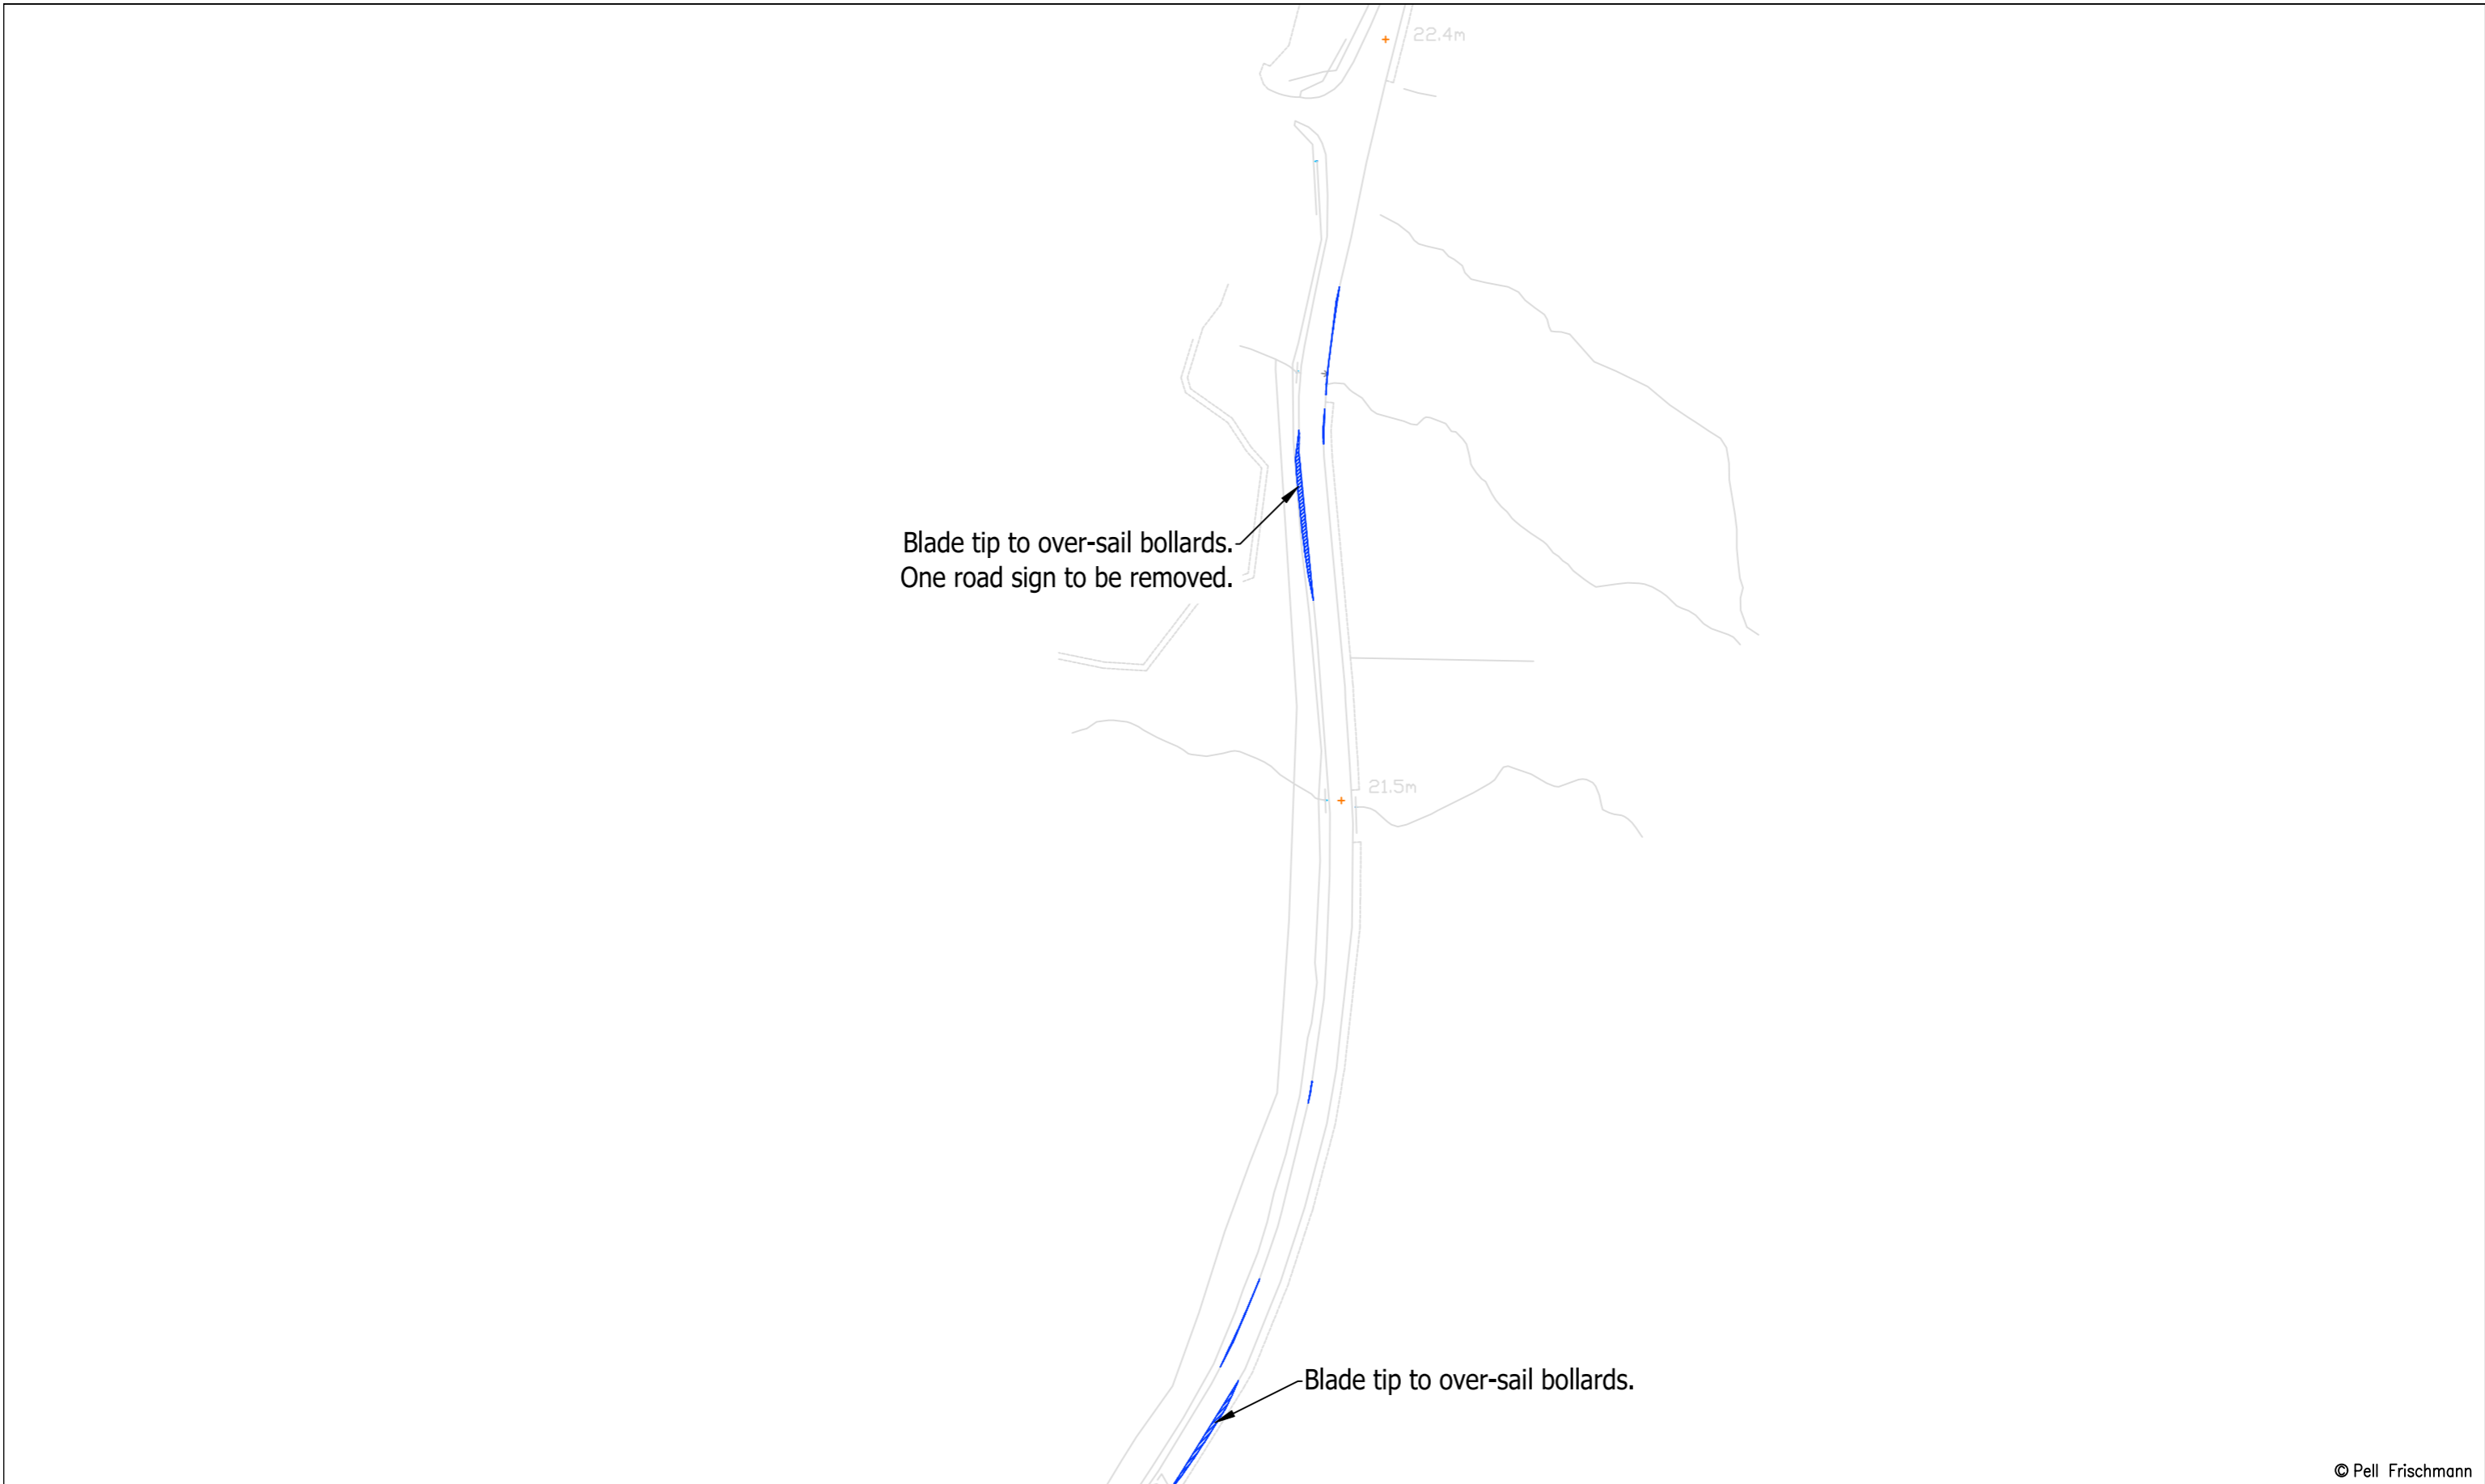 22.4m
Blade tip to over-sail bollards.
One road sign to be removed.
21.5m
Blade tip to over-sail bollards.
© Pell Frischmann